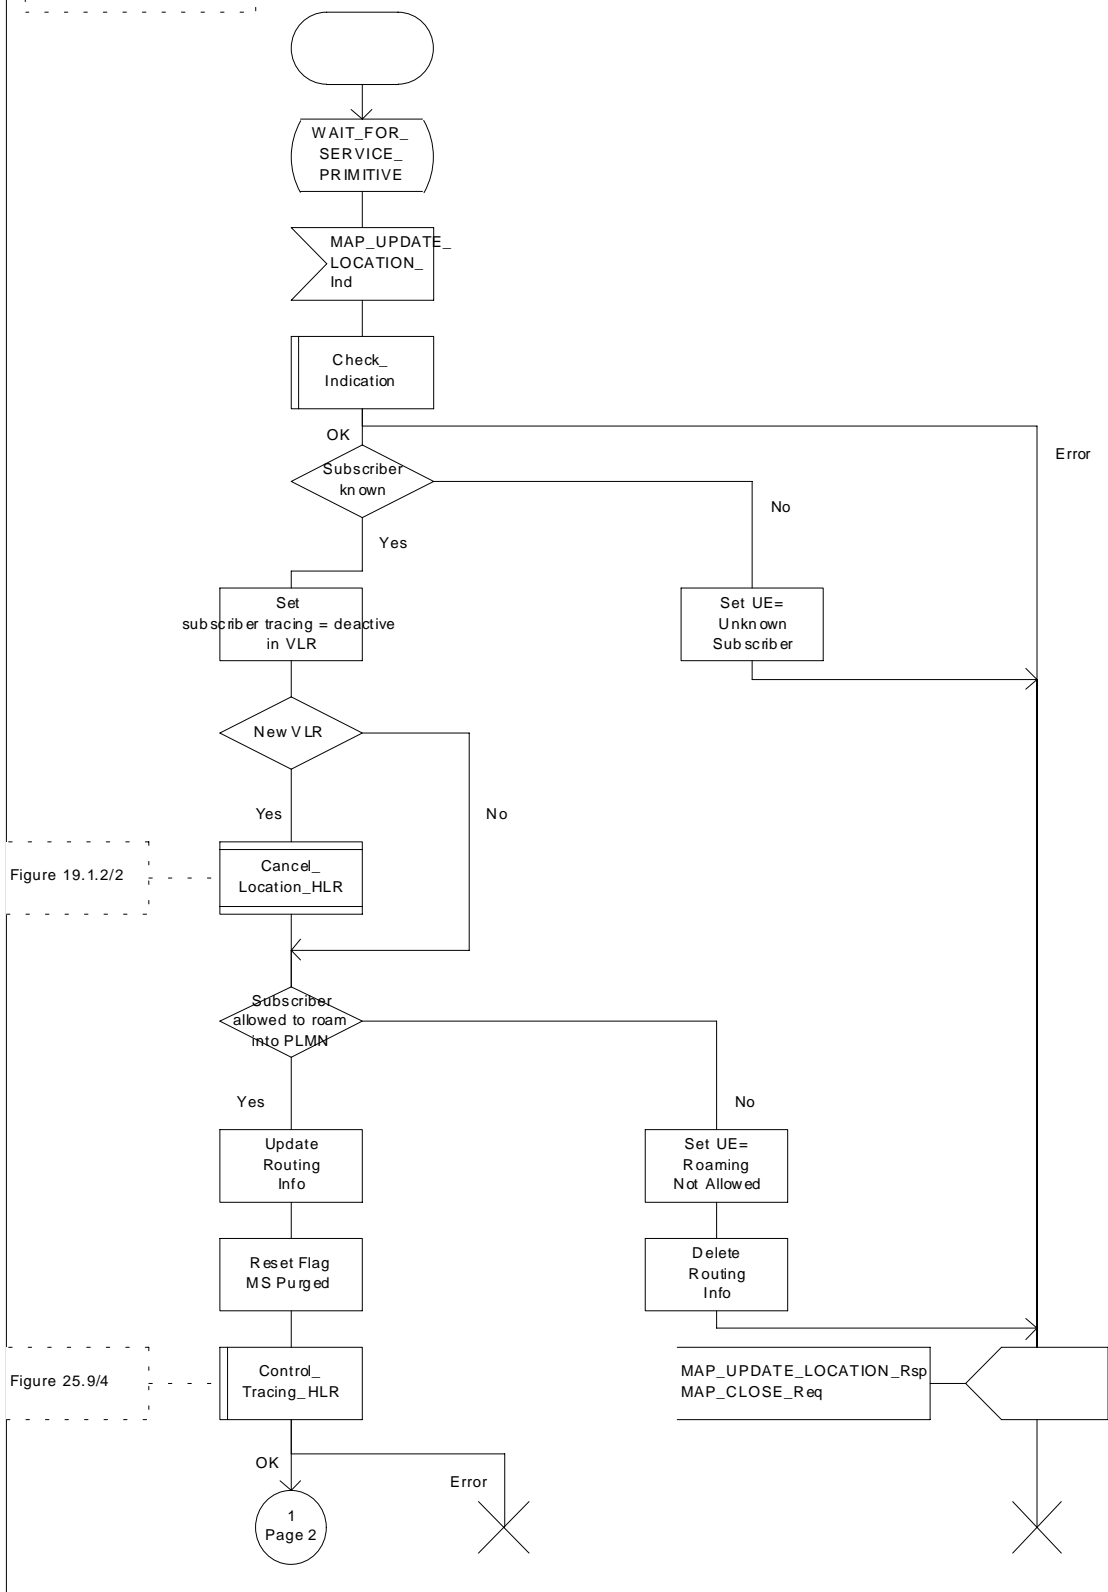 WAIT_FOR_
SERVICE_
PRIMITIVE
MAP_UPDATE_
LOCATION_
Ind
Check_
Indication
OK
Error
Subscriber
known
No
Yes
Set
subscriber tracing = deactive
in VLR
Set UE=
Unknown
Subscriber
New VLR
Yes
No
Figure 19.1.2/2
Cancel_
Location_HLR
Subscriber
allowed to roam
into PLMN
Yes
No
Update
Routing
Info
Set UE=
Roaming
Not Allowed
Reset Flag
MS Purged
Delete
Routing
Info
Figure 25.9/4
Control_
Tracing_HLR
MAP_UPDATE_LOCATION_Rsp
MAP_CLOSE_Req
OK
Error
1
Page 2